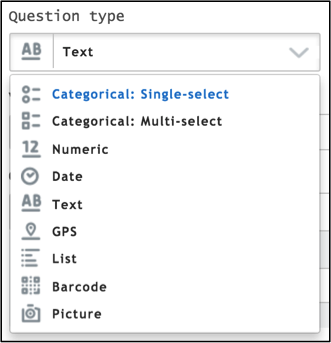 Question type
AB Text
Categorical: Single-select
Categorical: Multi-select
12 Numeric
Date
AB Text
GPS
List
Barcode
Picture